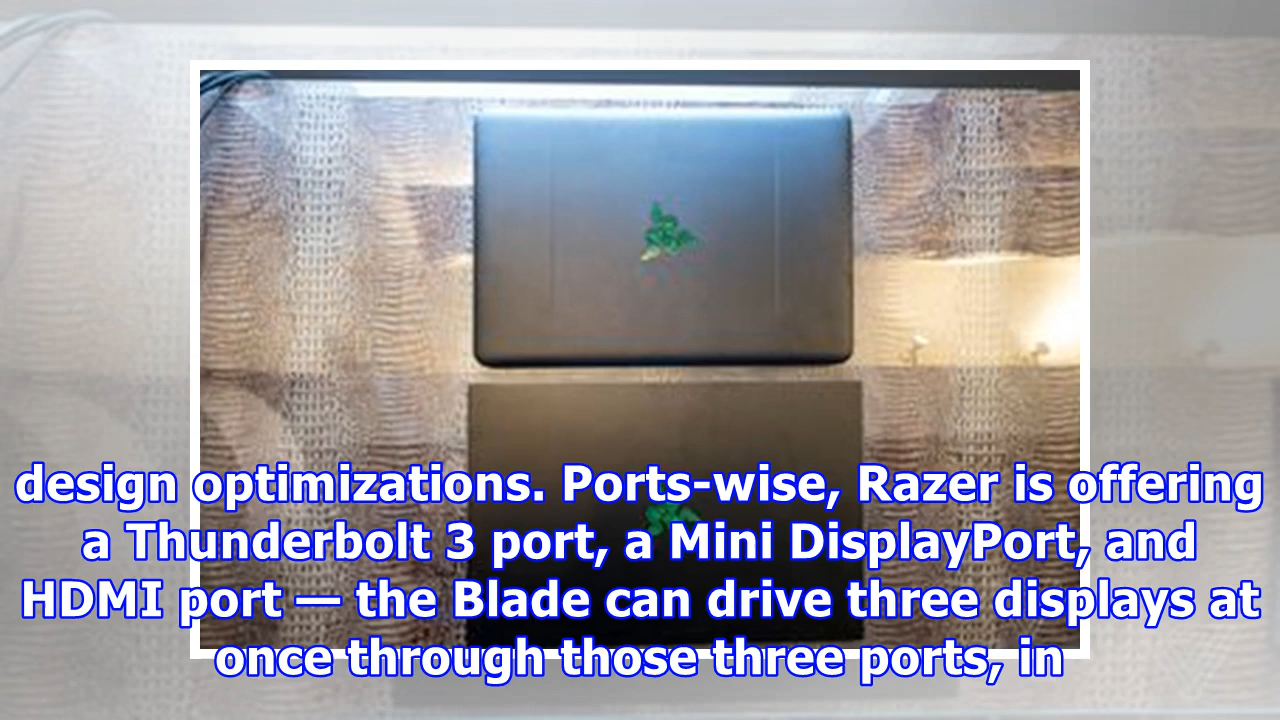 design optimizations. Ports-wise, Razer is offering
a Thunderbolt 3 port, a Mini DisplayPort, and
HDMI port — the Blade can drive three displays at
once through those three ports, in